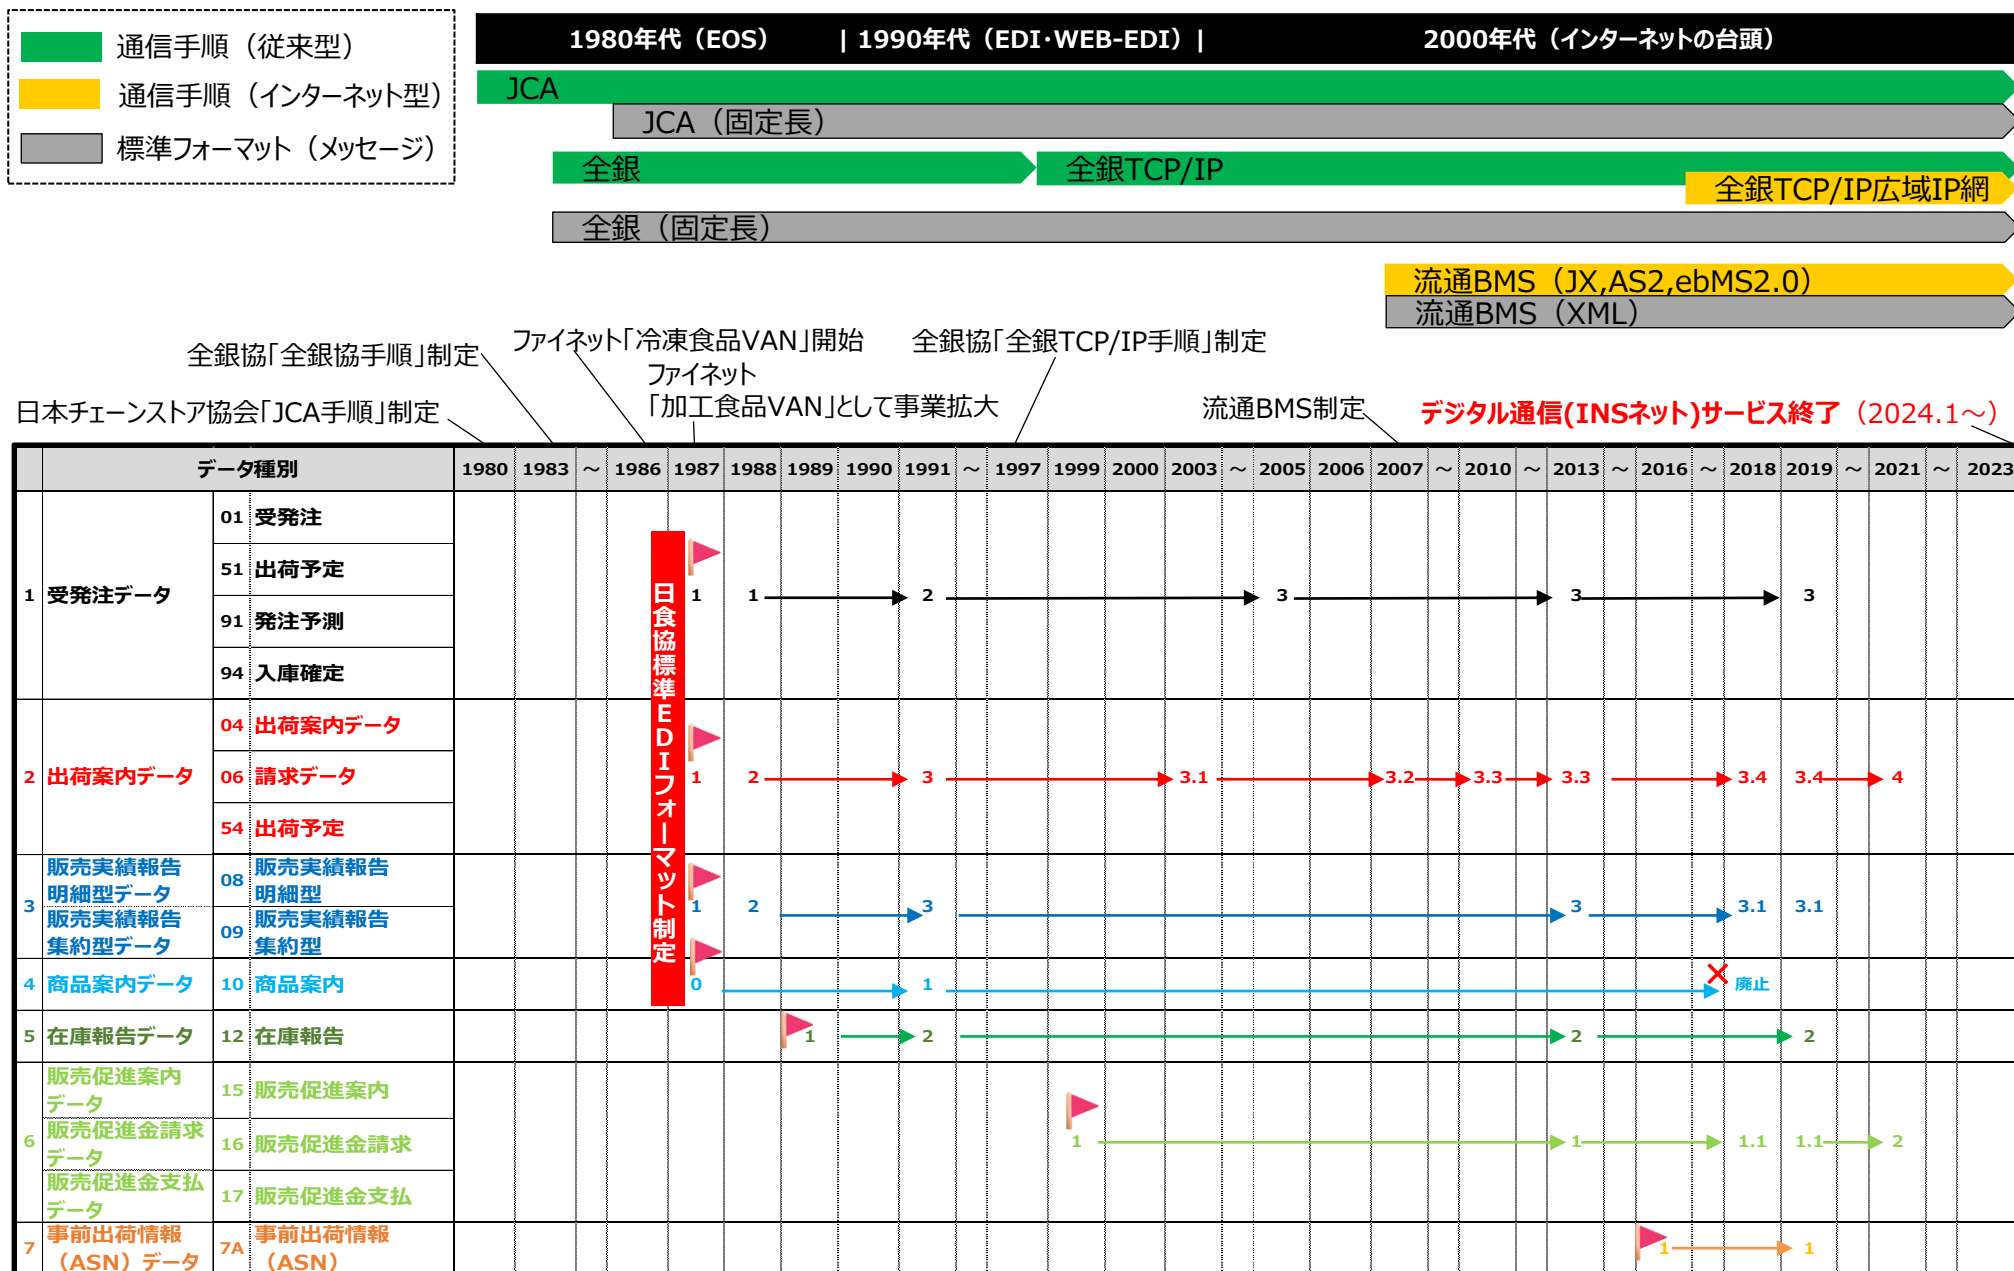 通信手順（従来型）
通信手順（インターネット型）
標準フォーマット（メッセージ）
1980年代（EOS） | 1990年代（EDI・WEB-EDI） | 2000年代（インターネットの台頭）
JCA
JCA（固定長）
全銀 全銀TCP/IP
全銀TCP/IP広域IP網
全銀（固定長）
流通BMS（JX,AS2,ebMS2.0）
流通BMS（XML）
全銀協「全銀協手順」制定 ファイネット「冷凍食品VAN」開始 全銀協「全銀TCP/IP手順」制定
ファイネット
「加工食品VAN」として事業拡大
日本チェーンストア協会「JCA手順」制定 流通BMS制定 デジタル通信(INSネット)サービス終了（2024.1～）
データ種別 1980 1983 ～ 1986 1987 1988 1989 1990 1991 ～ 1997 1999 2000 2003 ～ 2005 2006 2007 ～ 2010 ～ 2013 ～ 2016 ～ 2018 2019 ～ 2021 ～ 2023
日食協標準EDIフォーマット制定
1 受発注データ
01 受発注
51 出荷予定
91 発注予測
94 入庫確定
1 1 2 3 3 3
2 出荷案内データ
04 出荷案内データ
06 請求データ
54 出荷予定
1 2 3 3.1 3.2 3.3 3.3 3.4 3.4 4
3
販売実績報告
明細型データ
08 販売実績報告
明細型
販売実績報告
集約型データ
09 販売実績報告
集約型
1 2 3 3 3.1 3.1
4 商品案内データ 10 商品案内 0 1 廃止
5 在庫報告データ 12 在庫報告 1 2 2 2
6
販売促進案内
データ
15 販売促進案内
販売促進金請求
データ
16 販売促進金請求
販売促進金支払
データ
17 販売促進金支払
1 1 1.1 1.1 2
7
事前出荷情報
（ASN）データ
7A 事前出荷情報
（ASN）
1 1